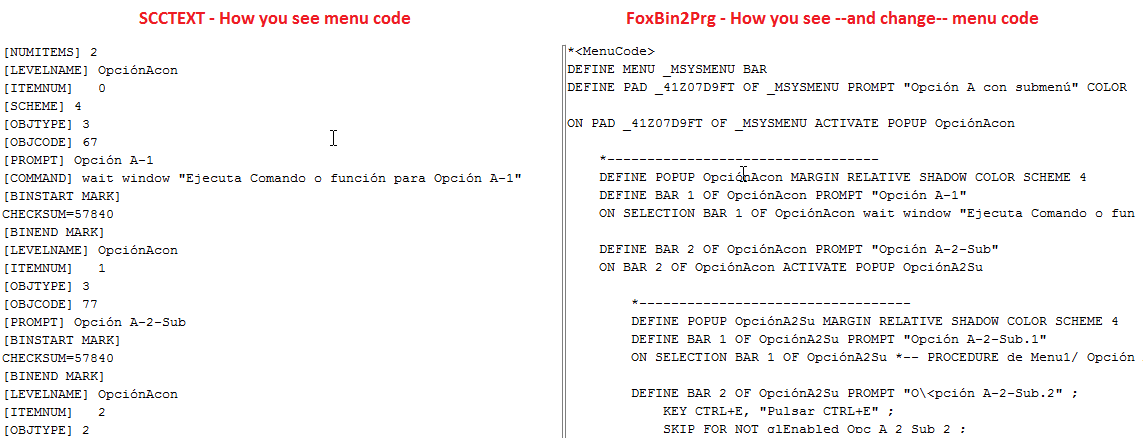 SCCTEXT - How you see menu code
[NUMITEMS] 2
[LEVELNAME] OpciónAcon
[ITEMNUM]   0
[SCHEME] 4
[OBJTYPE] 3
[OBJCODE] 67
[PROMPT] Opción A-1
[COMMAND] wait window "Ejecuta Comando o función para Opción A-1"
[BINSTART MARK]
CHECKSUM=57840
[BINEND MARK]
[LEVELNAME] OpciónAcon
[ITEMNUM]   1
[OBJTYPE] 3
[OBJCODE] 77
[PROMPT] Opción A-2-Sub
[BINSTART MARK]
CHECKSUM=57840
[BINEND MARK]
[LEVELNAME] OpciónAcon
[ITEMNUM]   2
[OBJTYPE] 2
FoxBin2Prg - How you see --and change-- menu code
*<MenuCode>
DEFINE MENU _MSYSMENU BAR
DEFINE PAD _41Z07D9FT OF _MSYSMENU PROMPT "Opción A con submenú" COLOR
ON PAD _41Z07D9FT OF _MSYSMENU ACTIVATE POPUP OpciónAcon
*----------------------------------
DEFINE POPUP OpciónAcon MARGIN RELATIVE SHADOW COLOR SCHEME 4
DEFINE BAR 1 OF OpciónAcon PROMPT "Opción A-1"
ON SELECTION BAR 1 OF OpciónAcon wait window "Ejecuta Comando o fun
DEFINE BAR 2 OF OpciónAcon PROMPT "Opción A-2-Sub"
ON BAR 2 OF OpciónAcon ACTIVATE POPUP OpciónA2Su
*----------------------------------
DEFINE POPUP OpciónA2Su MARGIN RELATIVE SHADOW COLOR SCHEME 4
DEFINE BAR 1 OF OpciónA2Su PROMPT "Opción A-2-Sub.1"
ON SELECTION BAR 1 OF OpciónA2Su *-- PROCEDURE de Menu1/ Opción
DEFINE BAR 2 OF OpciónA2Su PROMPT "O\<pción A-2-Sub.2" ;
KEY CTRL+E, "Pulsar CTRL+E" ;
SKIP FOR NOT glEnabled_Opc_A_2_Sub_2 ;